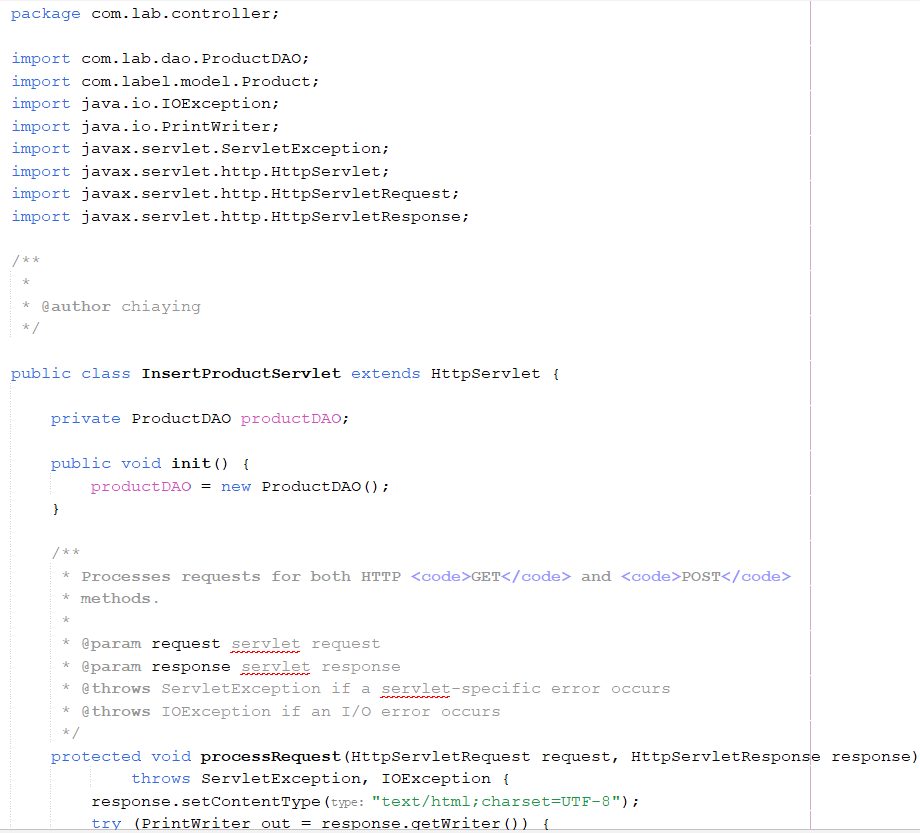 package com.lab.controller;
import com.lab.dao.ProductDAO;
import com.label.model.Product;
import java.io.IOException;
import java.io.PrintWriter;
import javax.servlet.ServletException;
import javax.servlet.http.HttpServlet;
import javax.servlet.http.HttpServletRequest;
import javax.servlet.http.HttpServletResponse;
/**
 *
 * @author chiaying
 */
public class InsertProductServlet extends HttpServlet {
    private ProductDAO productDAO;
    public void init() {
        productDAO = new ProductDAO();
    }
    /**
     * Processes requests for both HTTP <code>GET</code> and <code>POST</code>
     * methods.
     *
     * @param request servlet request
     * @param response servlet response
     * @throws ServletException if a servlet-specific error occurs
     * @throws IOException if an I/O error occurs
     */
    protected void processRequest(HttpServletRequest request, HttpServletResponse response)
            throws ServletException, IOException {
        response.setContentType(type: "text/html;charset=UTF-8");
        try (PrintWriter out = response.getWriter()) {